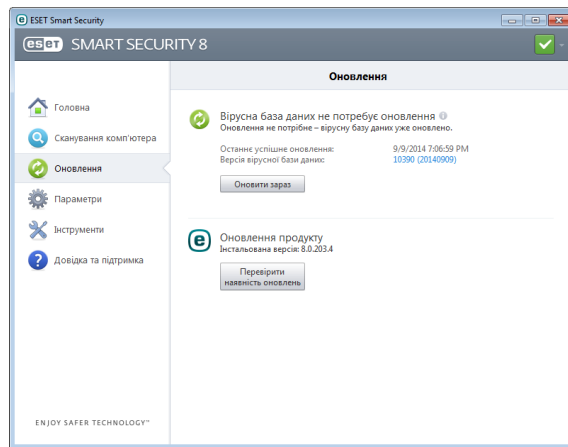 ESET Smart Security
eset SMART SECURITY 8
Оновлення
Головна
Сканування комп'ютера
Оновлення
Параметри
Інструменти
Довідка та підтримка
Вірусна база даних не потребує оновлення
Оновлення не потрібне – вірусну базу даних уже оновлено.
Останнє успішне оновлення: 9/9/2014 7:06:59 PM
Версія вірусної бази даних: 10390 (20140909)
Оновити зараз
Оновлення продукту
Інстальована версія: 8.0.203.4
Перевірити
наявність оновлень
ENJOY SAFER TECHNOLOGY™